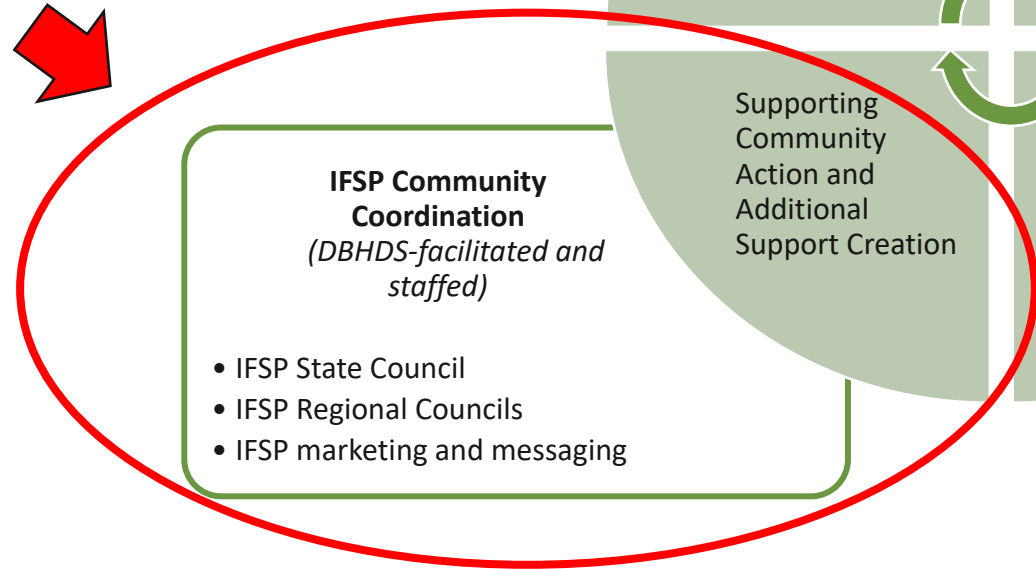 Supporting
Community
Action and
Additional
Support Creation
IFSP Community
Coordination
(DBHDS-facilitated and
staffed)
• IFSP State Council
• IFSP Regional Councils
• IFSP marketing and messaging